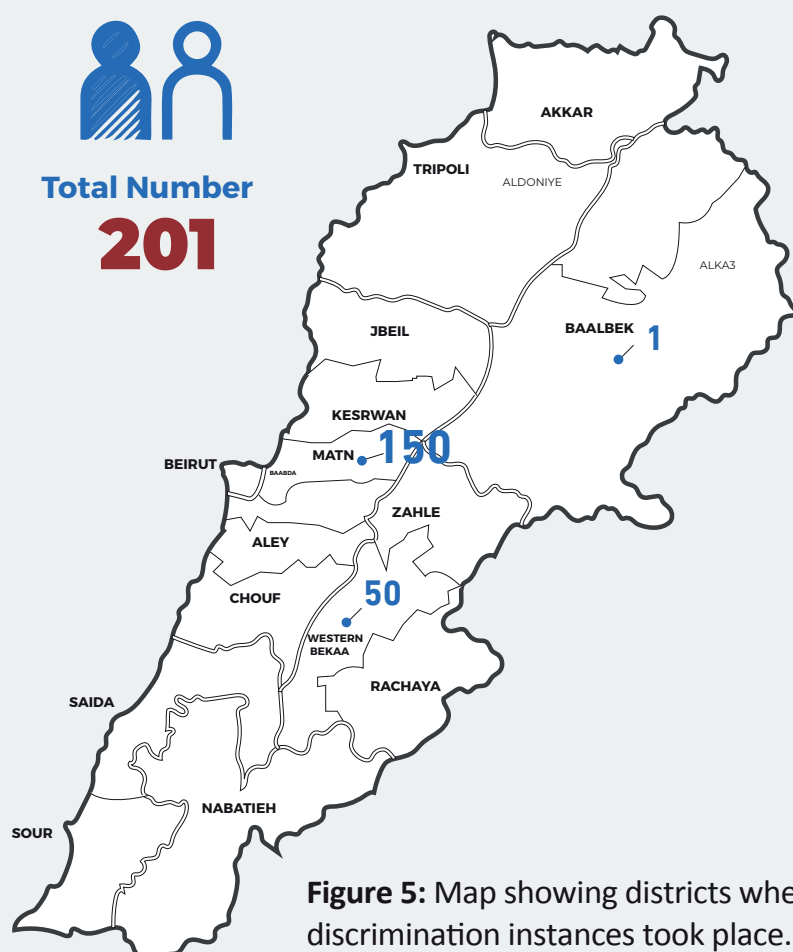 Total Number
201
AKKAR
TRIPOLI
ALDONIYE
ALKA3
JBEIL
BAALBEK
1
KESRWAN
MATN
150
BEIRUT
BAABDA
ZAHLE
ALEY
CHOUF
50
WESTERN
BEKAA
RACHAYA
SAIDA
NABATIEH
SOUR
Figure 5: Map showing districts whe
discrimination instances took place.